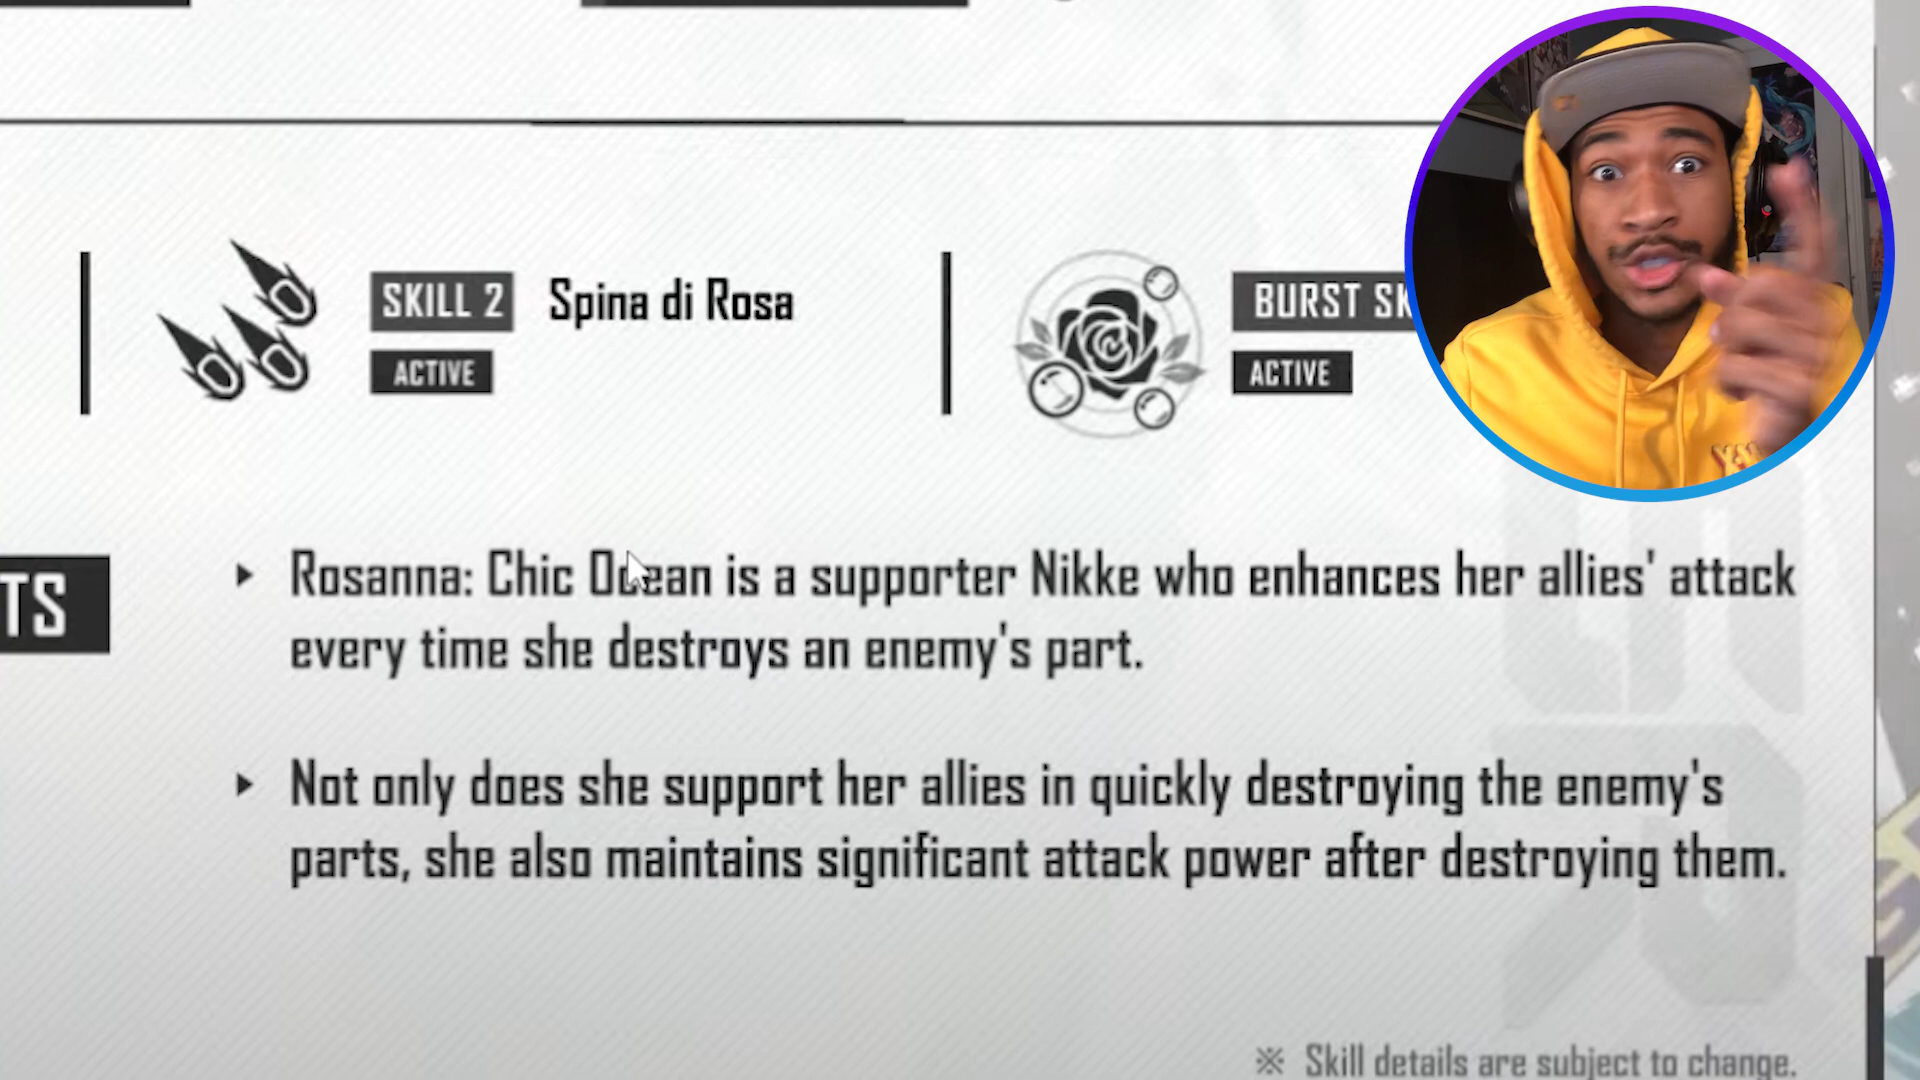 SKILL 2 Spina di Rosa
ACTIVE
BURST SK
ACTIVE
TS
▶ Rosanna: Chic Ocean is a supporter Nikke who enhances her allies' attack
every time she destroys an enemy's part.
▶ Not only does she support her allies in quickly destroying the enemy's
parts, she also maintains significant attack power after destroying them.
※ Skill details are subject to change.